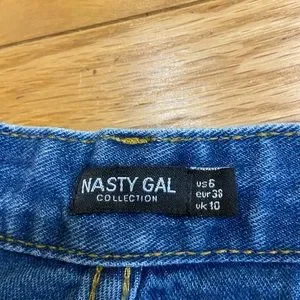 NASTY GAL
COLLECTION
us 6
eur 38
uk 10